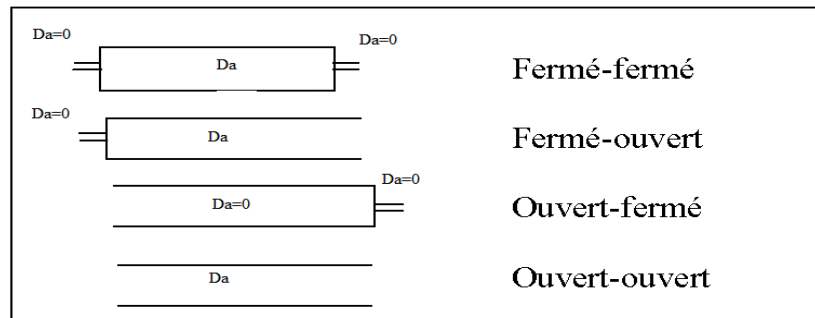 Da=0 Da=0
Da Fermé-fermé
Da=0
Da Fermé-ouvert
Da=0
Da=0 Ouvert-fermé
Da Ouvert-ouvert